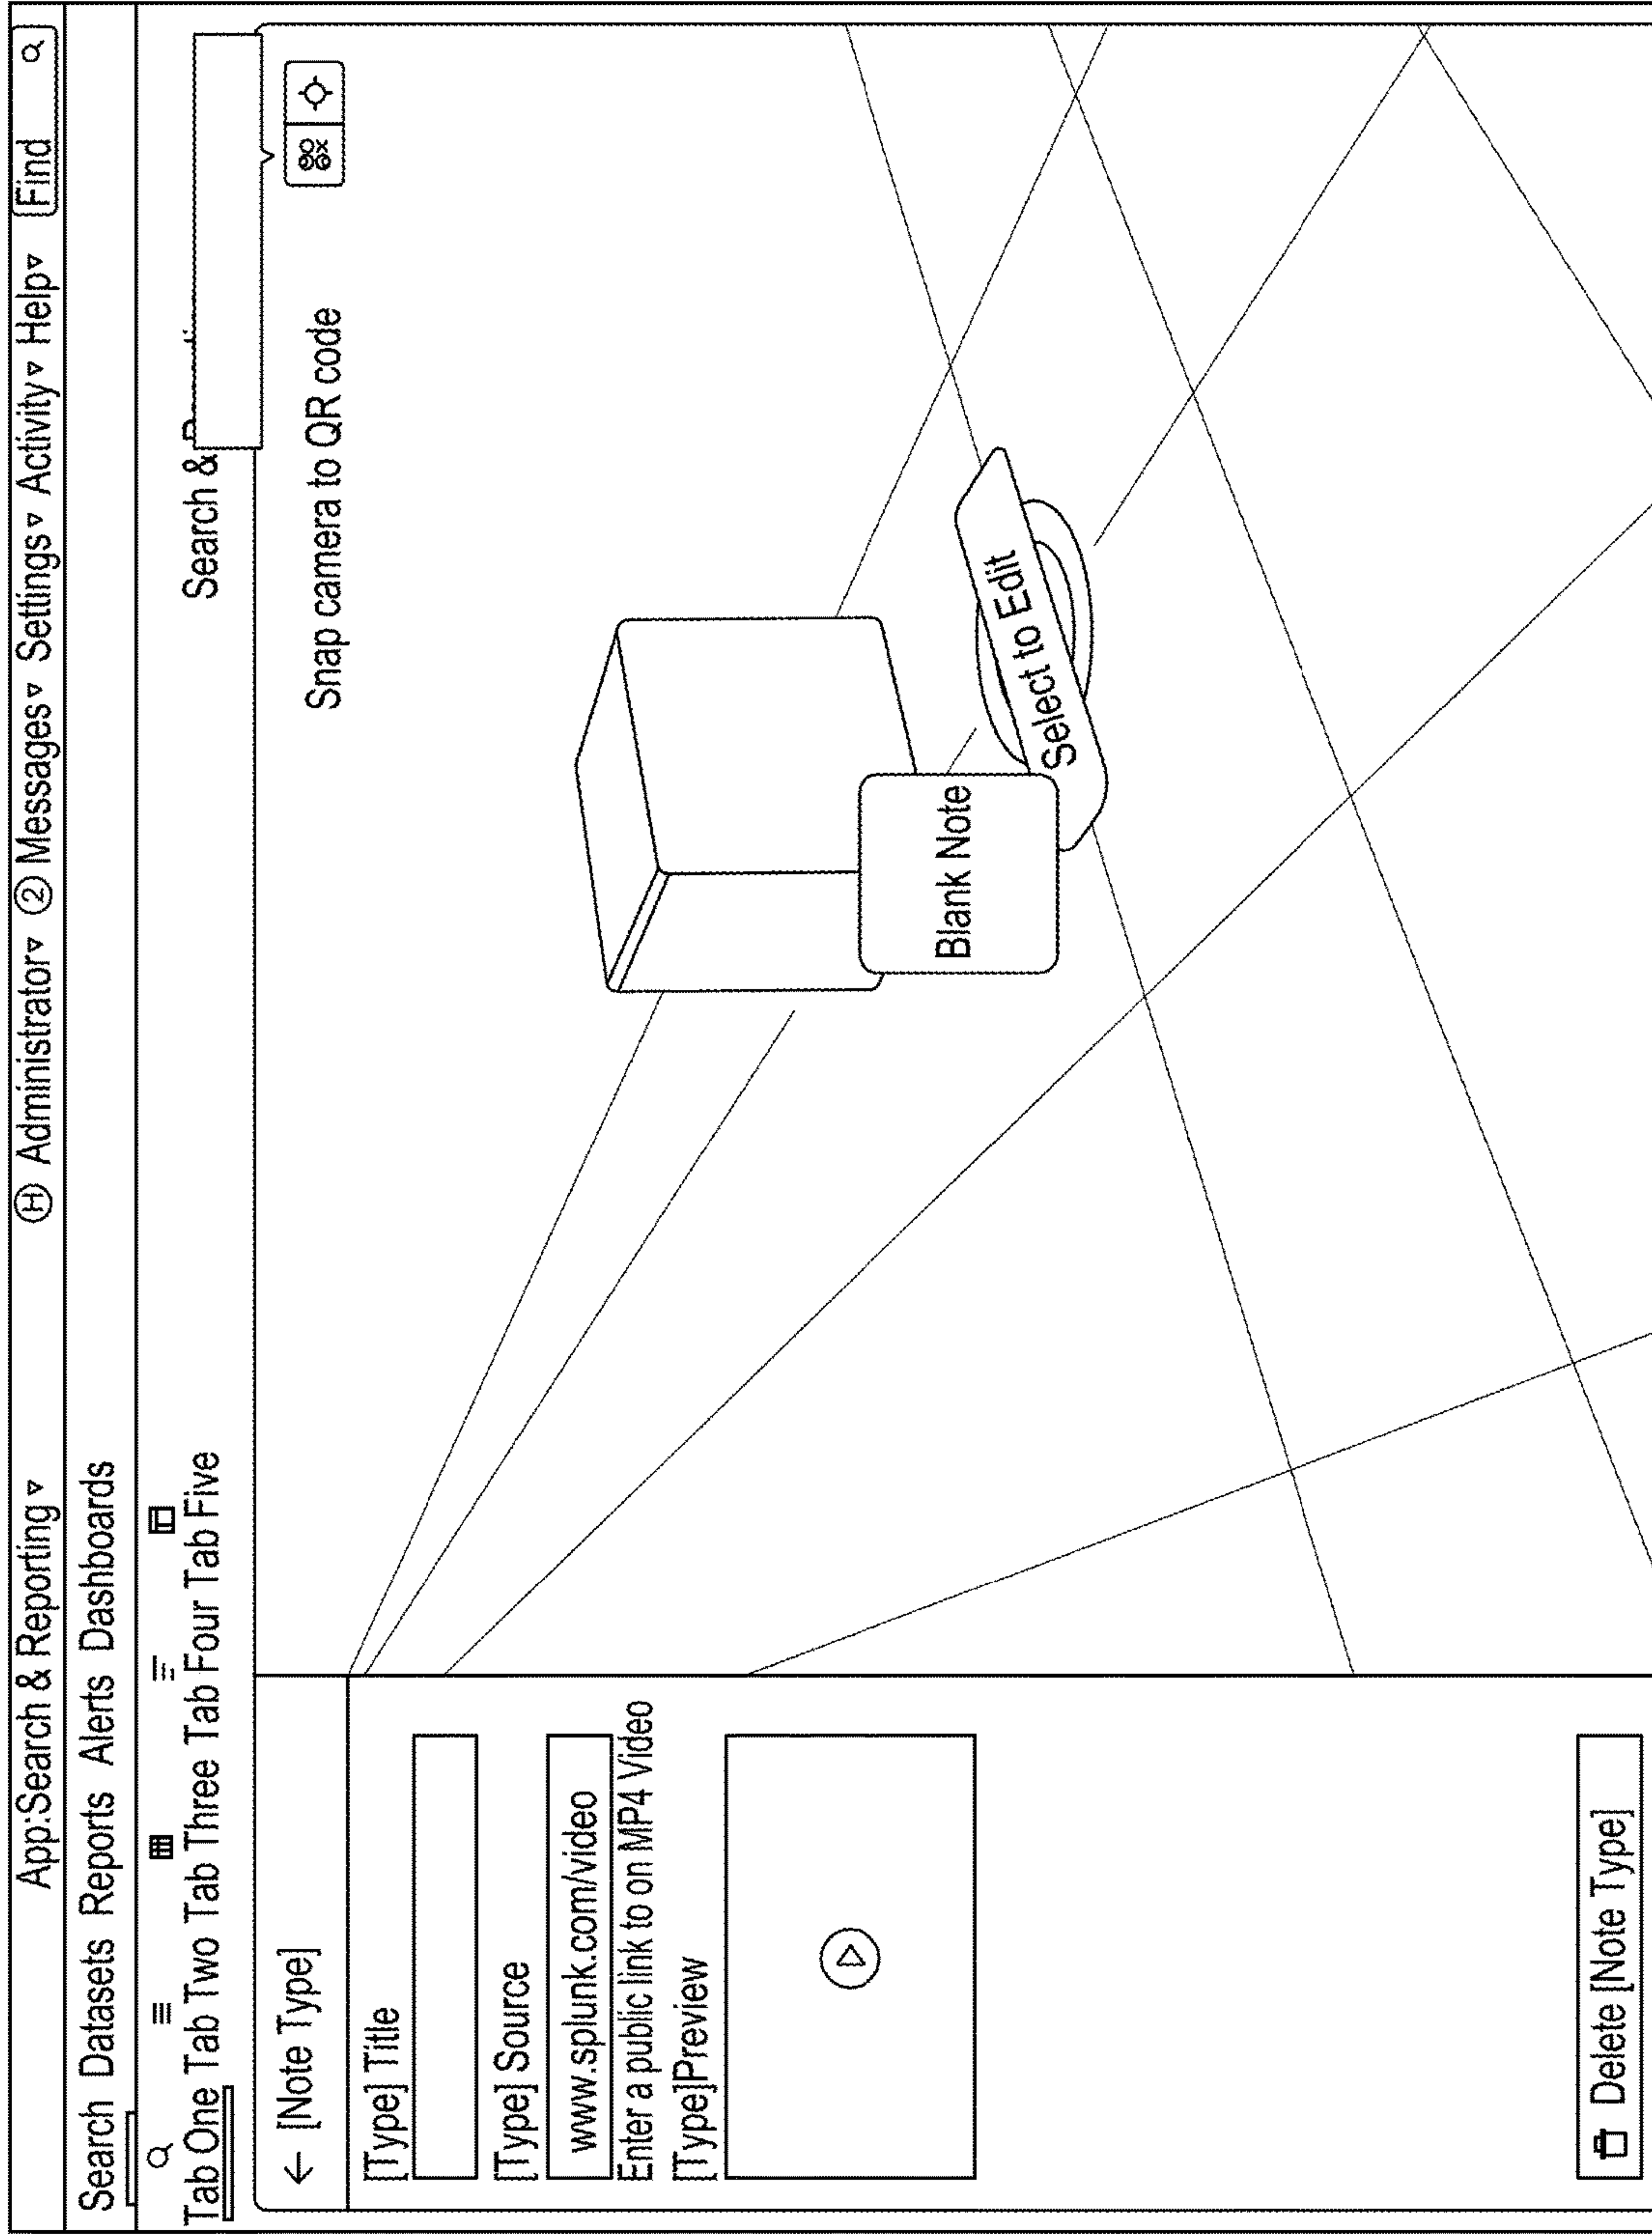 App:Search & Reporting Ⓗ Administrator ② Messages Settings Activity Help Find
Search Datasets Reports Alerts Dashboards
Tab One Tab Two Tab Three Tab Four Tab Five
Search &
← [Note Type]
[Type] Title
[Type] Source
www.splunk.com/video
Enter a public link to on MP4 Video
[Type]Preview
Delete [Note Type]
Snap camera to QR code
Blank Note
Select to Edit